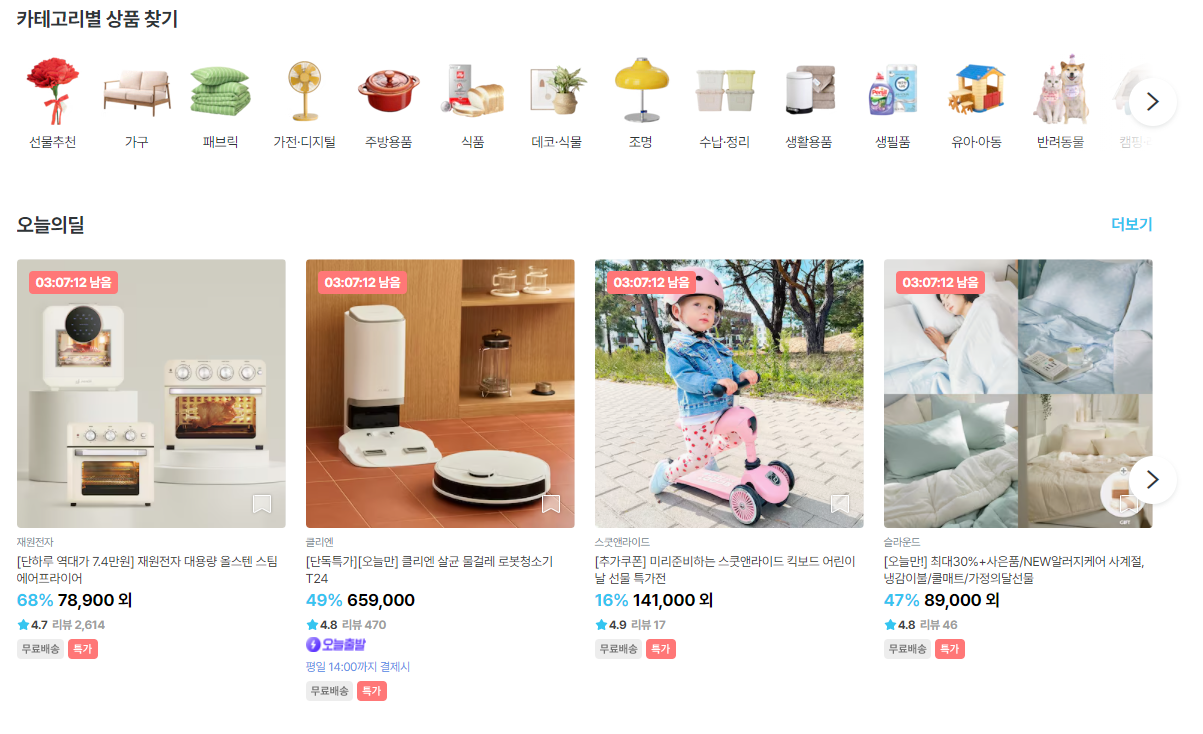 카테고리별 상품 찾기
선물추천 가구 패브릭 가전·디지털 주방용품 식품 데코·식물 조명 수납·정리 생활용품 생필품 유아·아동 반려동물
오늘의딜 더보기
03:07:12 남음 03:07:12 남음 03:07:12 남음 03:07:12 남음
GIFT
재원전자
[단하루 역대가 7.4만원] 재원전자 대용량 올스텐 스팀
에어프라이어
68% 78,900 외
4.7 리뷰 2,614
무료배송 특가
클리엔
[단독특가][오늘만] 클리엔 살균 물걸레 로봇청소기
T24
49% 659,000
4.8 리뷰 470
오늘출발
평일 14:00까지 결제시
무료배송 특가
스쿳앤라이드
[추가쿠폰] 미리준비하는 스쿳앤라이드 킥보드 어린이
날 선물 특가전
16% 141,000 외
4.9 리뷰 17
무료배송 특가
슬라운드
[오늘만!] 최대30%+사은품/NEW알러지케어 사계절,
냉감이불/쿨매트/가정의달선물
47% 89,000 외
4.8 리뷰 46
무료배송 특가